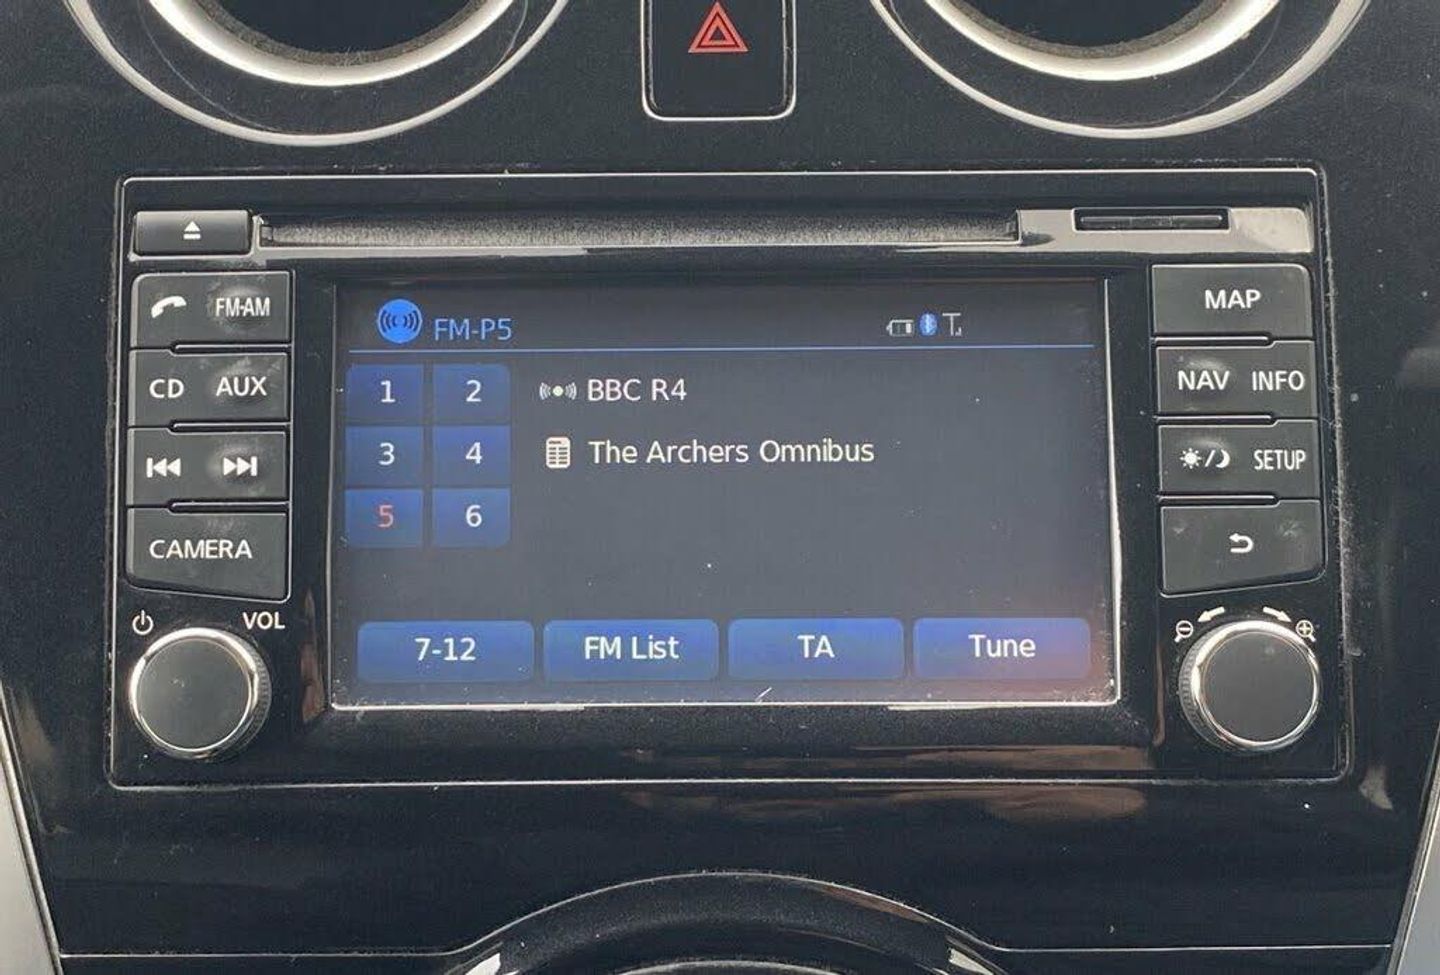 FM-AM
CD AUX
CAMERA
VOL
FM-P5
1 2
3 4
5 6
BBC R4
The Archers Omnibus
7-12 FM List TA Tune
MAP
NAV INFO
SETUP